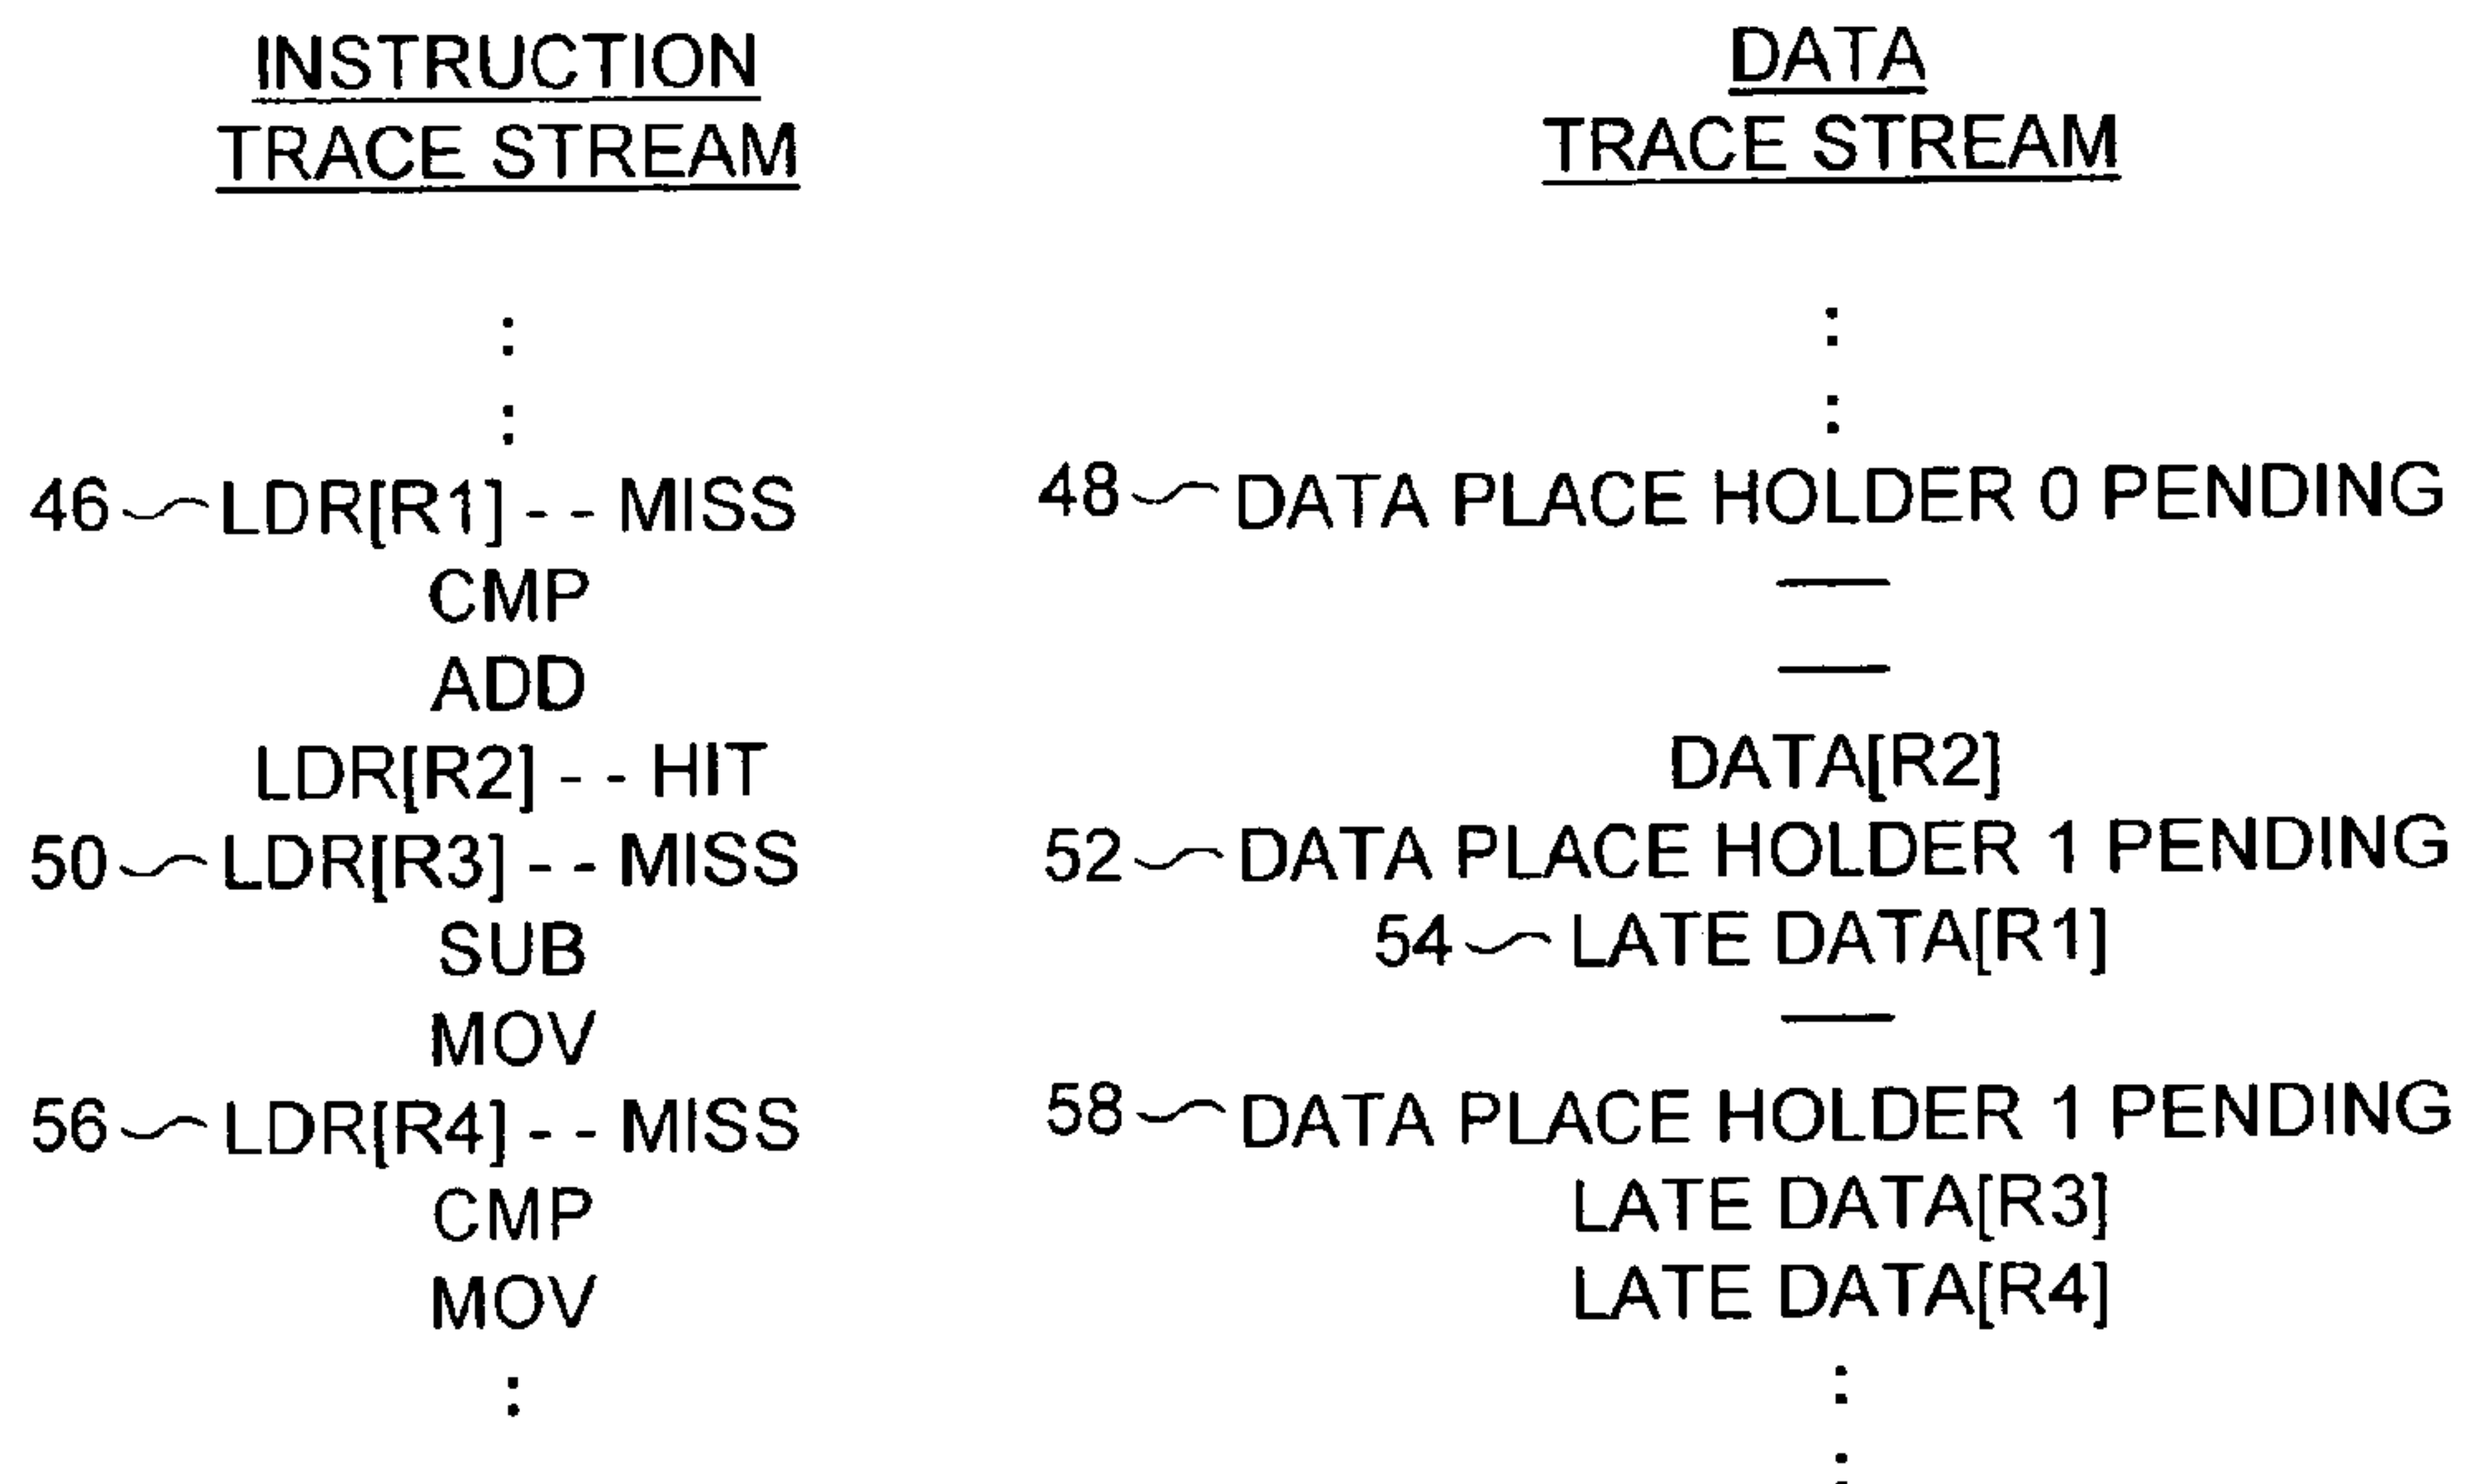 INSTRUCTION
TRACE STREAM
DATA
TRACE STREAM
:
:
:
:
46 LDR[R1] - - MISS
48 DATA PLACE HOLDER 0 PENDING
CMP
—
ADD
—
LDR[R2] - - HIT
DATA[R2]
50 LDR[R3] - - MISS
52 DATA PLACE HOLDER 1 PENDING
SUB
54 LATE DATA[R1]
MOV
—
56 LDR[R4] - - MISS
58 DATA PLACE HOLDER 1 PENDING
CMP
LATE DATA[R3]
MOV
LATE DATA[R4]
:
:
: